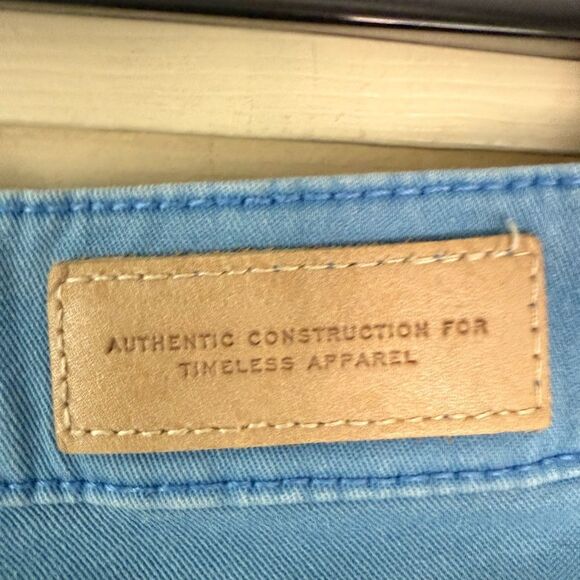 AUTHENTIC CONSTRUCTION FOR
TIMELESS APPAREL